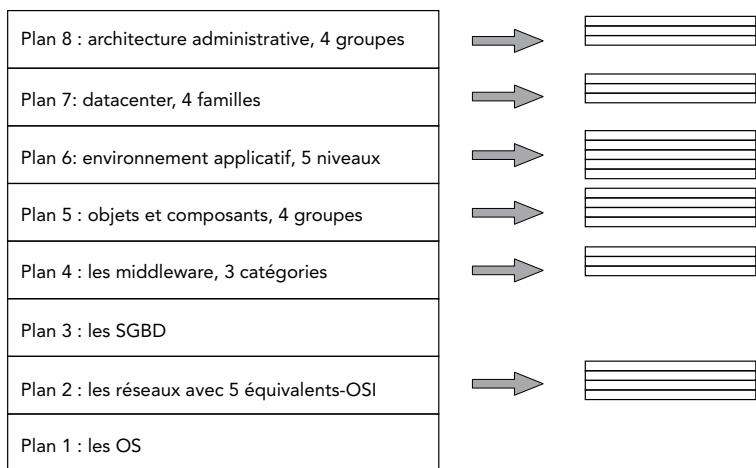 Plan 8 : architecture administrative, 4 groupes
Plan 7: datacenter, 4 familles
Plan 6: environnement applicatif, 5 niveaux
Plan 5 : objets et composants, 4 groupes
Plan 4 : les middleware, 3 catégories
Plan 3 : les SGBD
Plan 2 : les réseaux avec 5 équivalents-OSI
Plan 1 : les OS